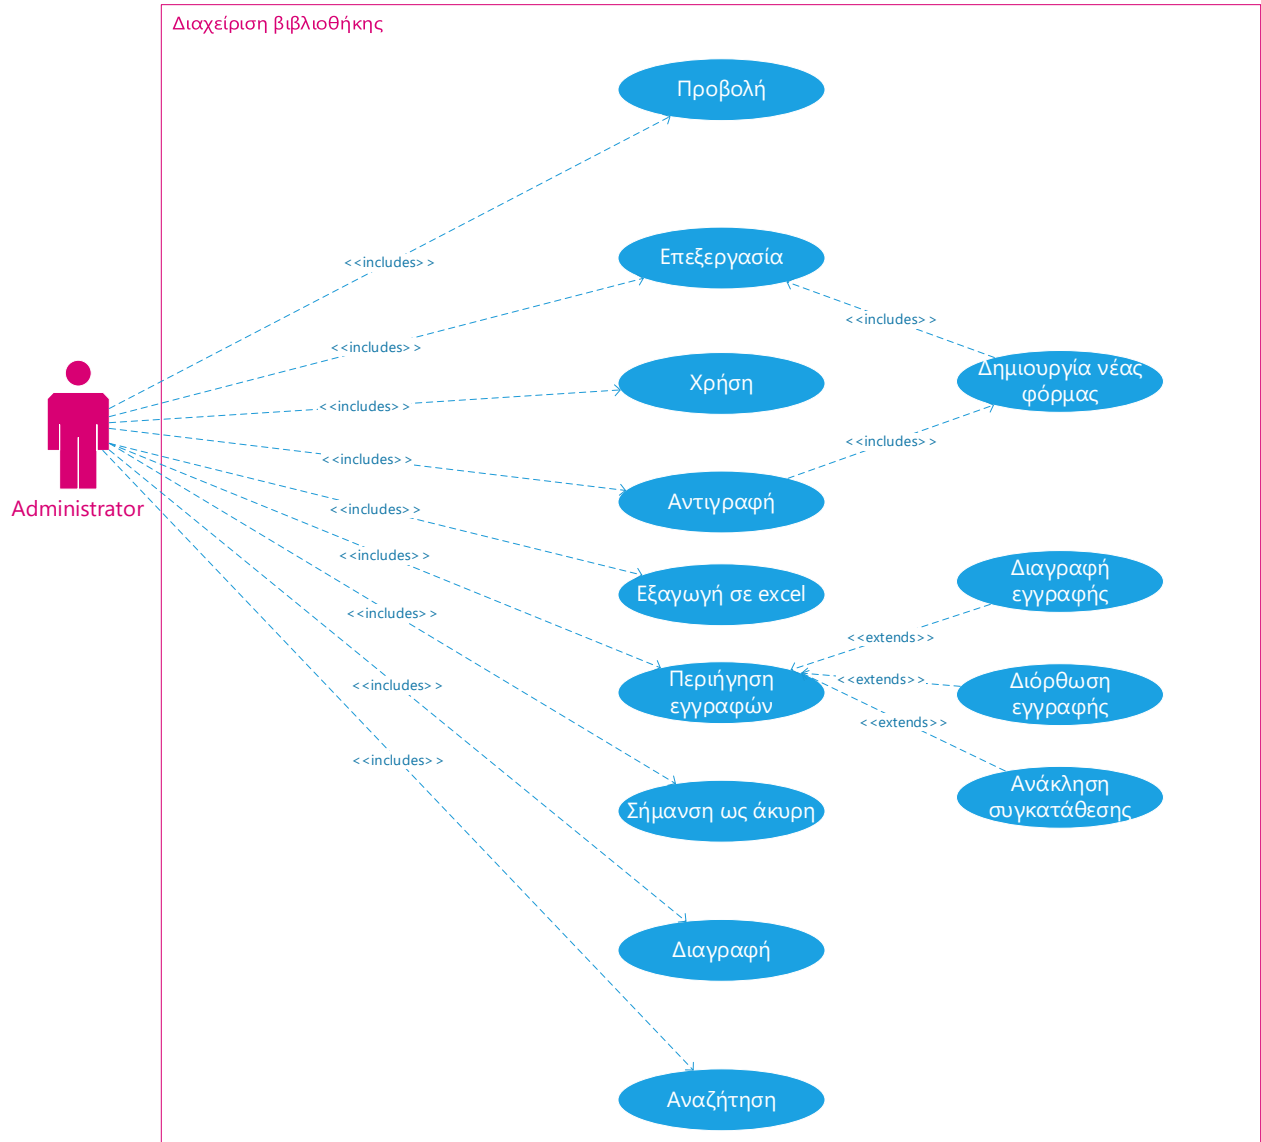 Διαχείριση βιβλιοθήκης
Προβολή
<<includes>>
Επεξεργασία
<<includes>>
<<includes>>
Χρήση
Δημιουργία νέας
φόρμας
<<includes>>
<<includes>>
<<includes>>
Αντιγραφή
Administrator
<<includes>>
<<includes>>
Εξαγωγή σε excel
Διαγραφή
εγγραφής
<<includes>>
<<extends>>
Περιήγηση
εγγραφών
<<extends>>
Διόρθωση
εγγραφής
<<includes>>
<<extends>>
<<includes>>
Ανάκληση
συγκατάθεσης
Σήμανση ως άκυρη
Διαγραφή
Αναζήτηση